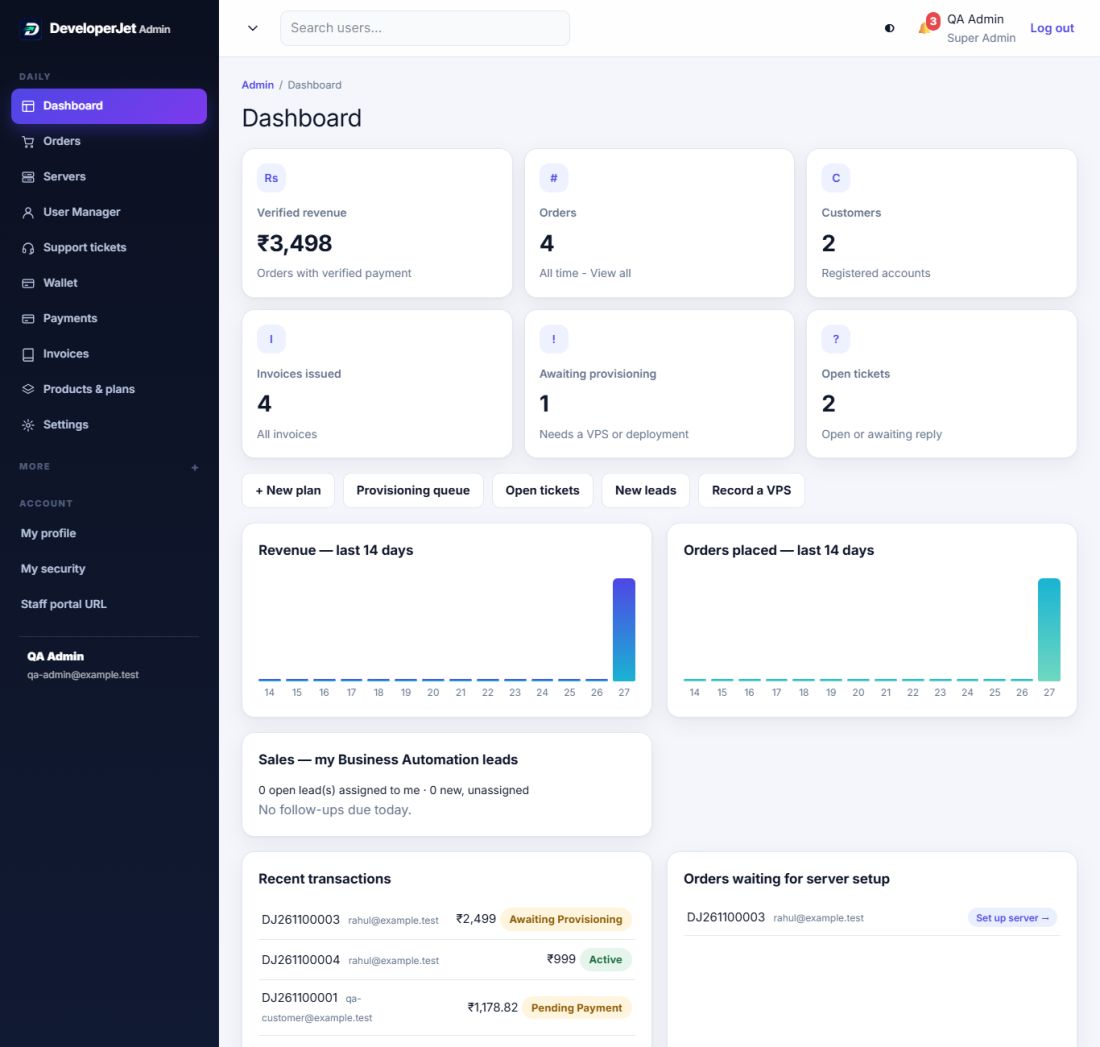 DeveloperJet Admin
Search users...
3
QA Admin
Super Admin
Log out
DAILY
Dashboard
Orders
Servers
User Manager
Support tickets
Wallet
Payments
Invoices
Products & plans
Settings
MORE +
ACCOUNT
My profile
My security
Staff portal URL
QA Admin
qa-admin@example.test
Admin / Dashboard
Dashboard
Rs
Verified revenue
₹3,498
Orders with verified payment
#
Orders
4
All time - View all
C
Customers
2
Registered accounts
I
Invoices issued
4
All invoices
!
Awaiting provisioning
1
Needs a VPS or deployment
?
Open tickets
2
Open or awaiting reply
+ New plan
Provisioning queue
Open tickets
New leads
Record a VPS
Revenue — last 14 days
14 15 16 17 18 19 20 21 22 23 24 25 26 27
Orders placed — last 14 days
14 15 16 17 18 19 20 21 22 23 24 25 26 27
Sales — my Business Automation leads
0 open lead(s) assigned to me · 0 new, unassigned
No follow-ups due today.
Recent transactions
DJ261100003 rahul@example.test ₹2,499 Awaiting Provisioning
DJ261100004 rahul@example.test ₹999 Active
DJ261100001 qa-
customer@example.test ₹1,178.82 Pending Payment
Orders waiting for server setup
DJ261100003 rahul@example.test Set up server →